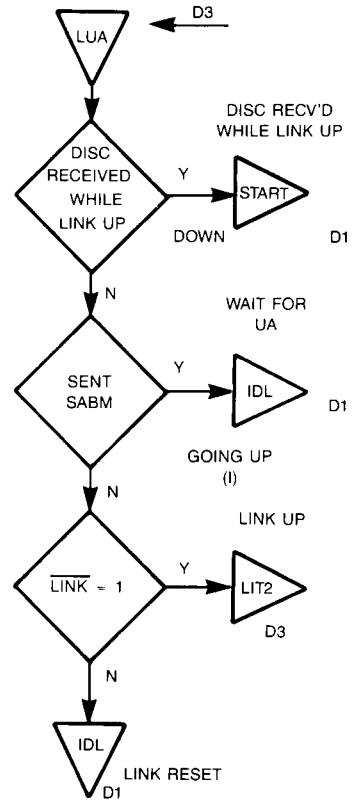 D3
LUA
DISC RECV'D
WHILE LINK UP
DISC
RECEIVED
WHILE
LINK UP
Y
START
DOWN
D1
N
WAIT FOR
UA
SENT
SABM
Y
IDL
D1
GOING UP
(I)
N
LINK UP
LINK = 1
Y
LIT2
D3
N
IDL
LINK RESET
D1